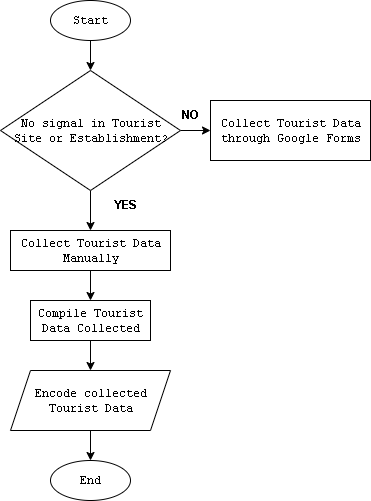 Start
No signal in Tourist
Site or Establishment?
NO
Collect Tourist Data
through Google Forms
YES
Collect Tourist Data
Manually
Compile Tourist
Data Collected
Encode collected
Tourist Data
End